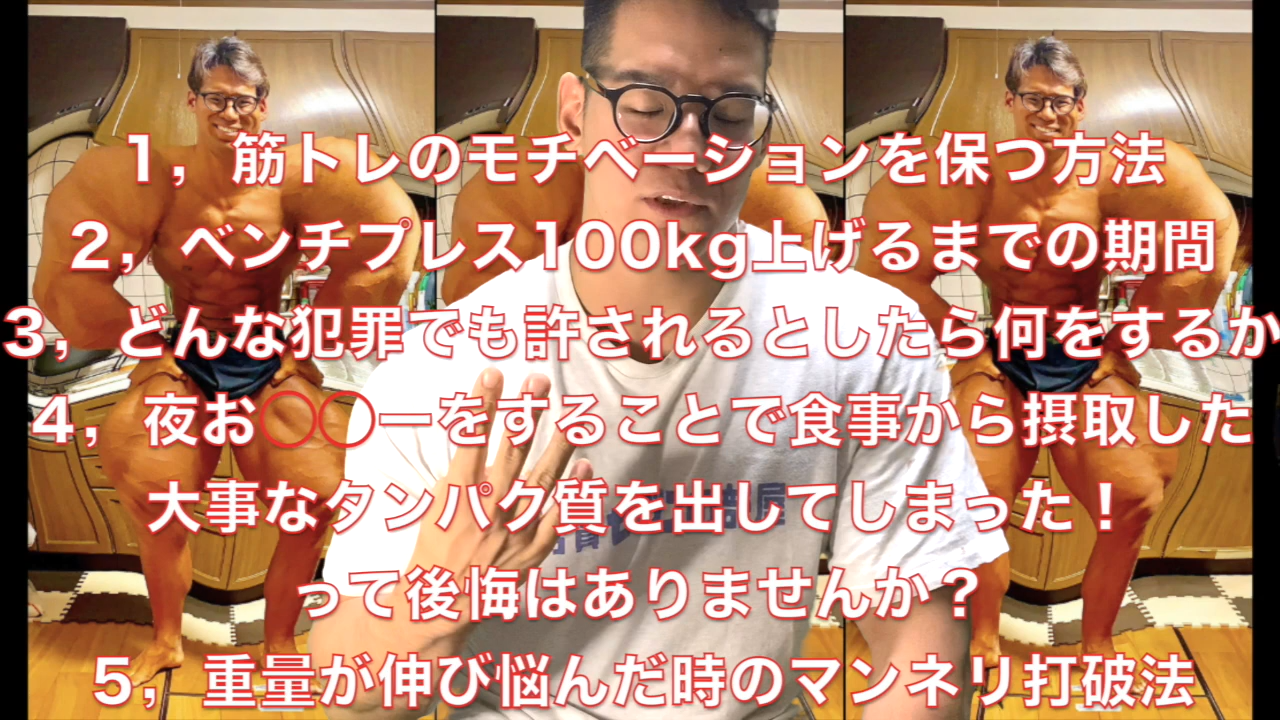 1，筋トレのモチベーションを保つ方法
2，ベンチプレス100kg上げるまでの期間
3，どんな犯罪でも許されるとしたら何をするか
4，夜お◯◯ーをすることで食事から摂取した
大事なタンパク質を出してしまった！
って後悔はありませんか？
5，重量が伸び悩んだ時のマンネリ打破法